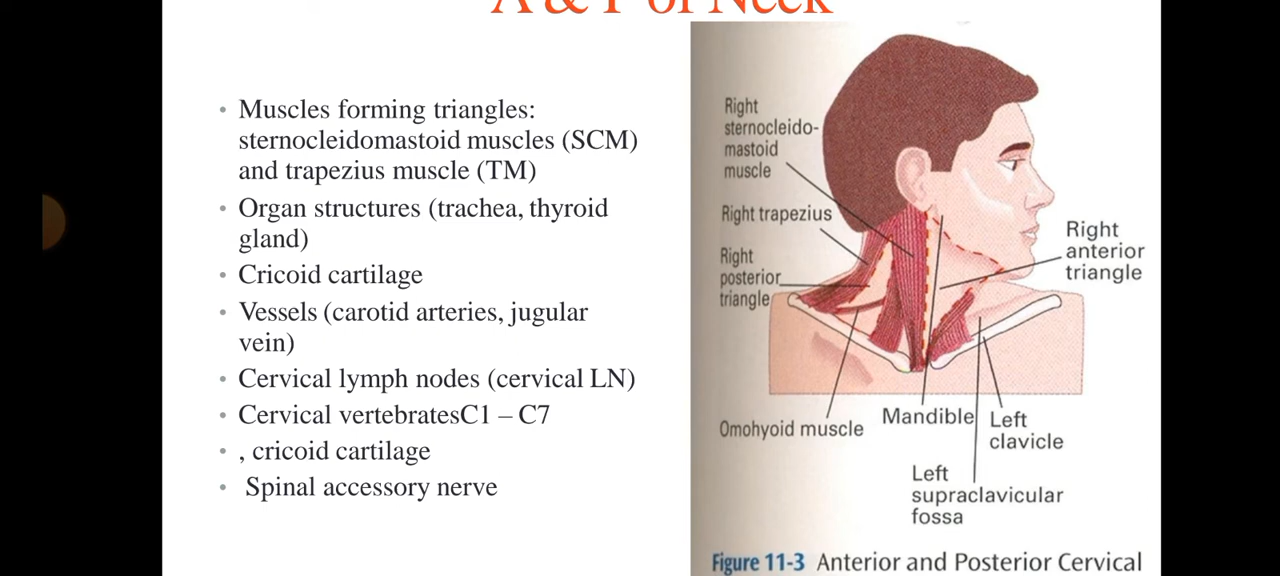 A & P of Neck
• Muscles forming triangles:
sternocleidomastoid muscles (SCM)
and trapezius muscle (TM)
• Organ structures (trachea, thyroid
gland)
• Cricoid cartilage
• Vessels (carotid arteries, jugular
vein)
• Cervical lymph nodes (cervical LN)
• Cervical vertebratesC1 – C7
• , cricoid cartilage
• Spinal accessory nerve
Right
sternocleido-
mastoid
muscle
Right trapezius
Right
posterior
triangle
Right
anterior
triangle
Omohyoid muscle
Mandible
Left
clavicle
Left
supraclavicular
fossa
Figure 11-3 Anterior and Posterior Cervical